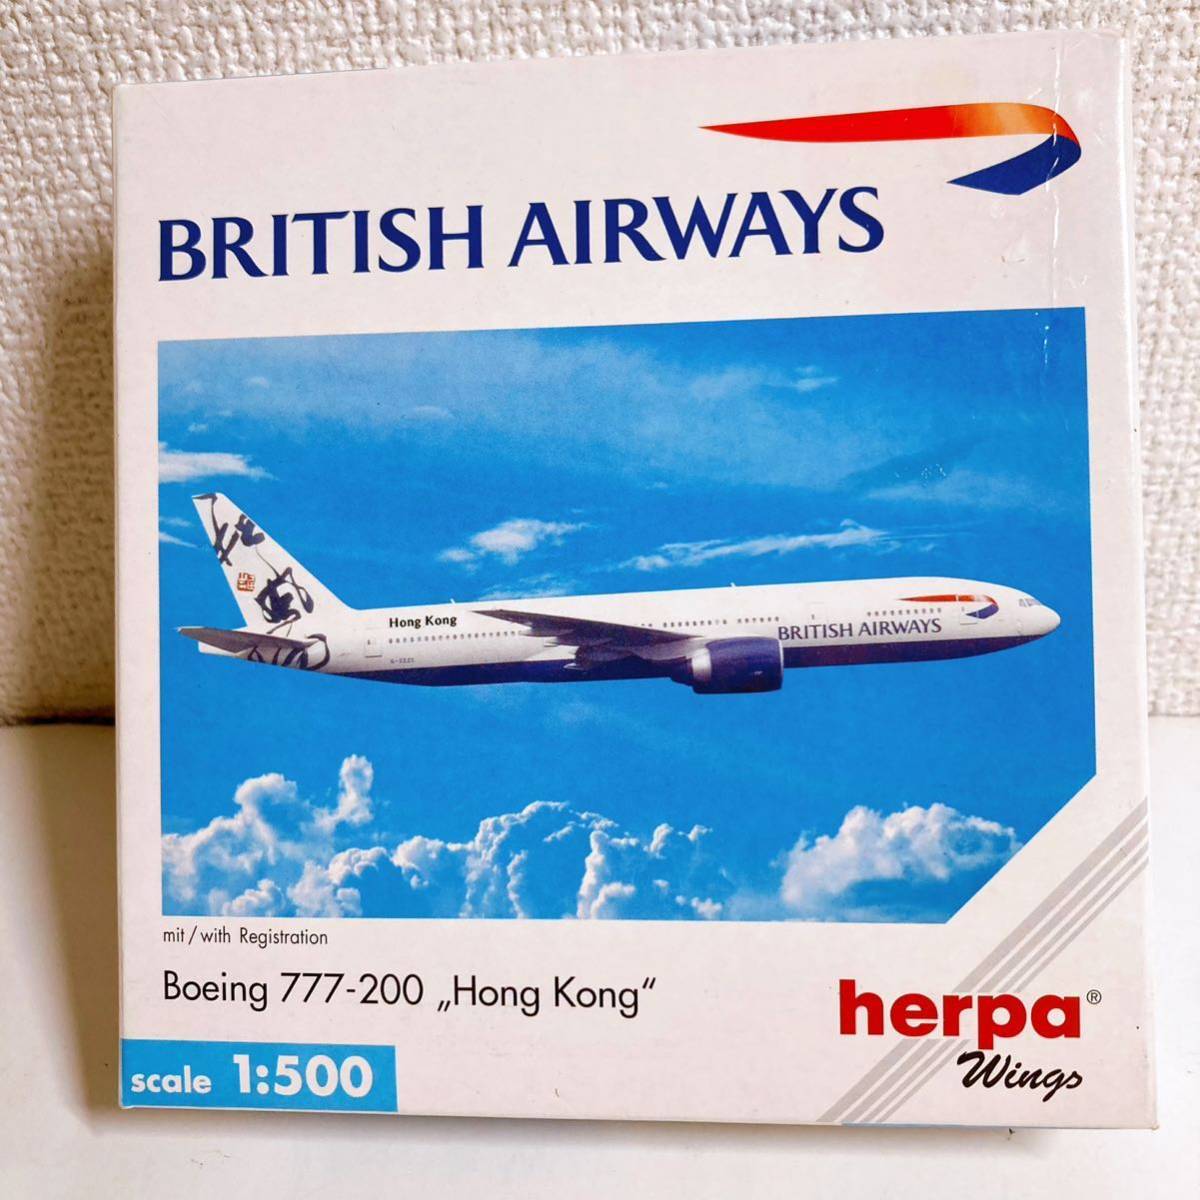 BRITISH AIRWAYS
Hong Kong
BRITISH AIRWAYS
mit / with Registration
Boeing 777-200 „Hong Kong“
scale 1:500
herpa®
Wings